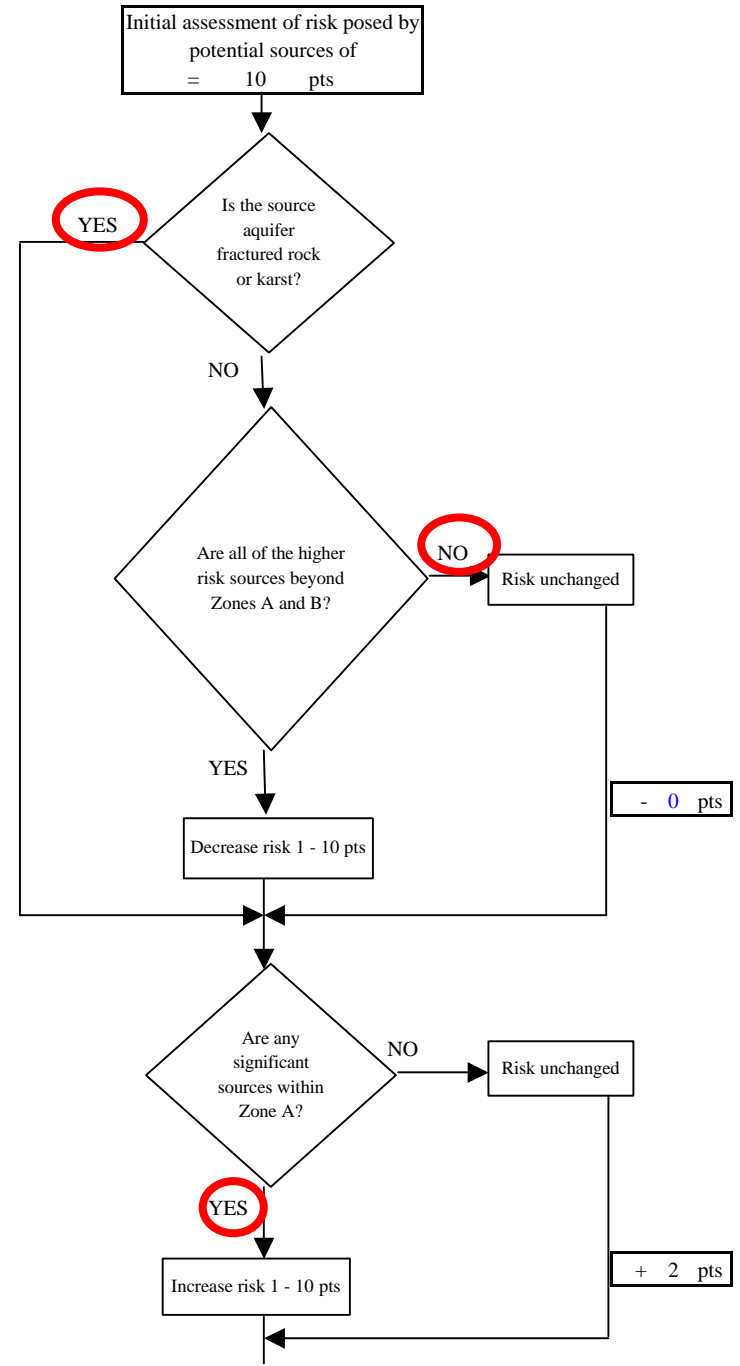 Initial assessment of risk posed by
potential sources of
= 10 pts
YES
Is the source
aquifer
fractured rock
or karst?
NO
Are all of the higher
risk sources beyond
Zones A and B?
NO
Risk unchanged
YES
- 0 pts
Decrease risk 1 - 10 pts
Are any
significant
sources within
Zone A?
NO
Risk unchanged
YES
+ 2 pts
Increase risk 1 - 10 pts